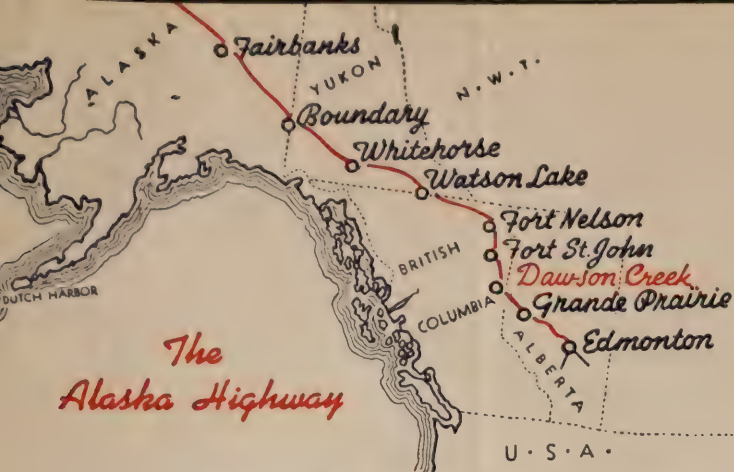 Fairbanks
ALASKA
YUKON
N.W.T.
Boundary
Whitehorse
Watson Lake
Fort Nelson
Fort St. John
BRITISH
COLUMBIA
Dawson Creek
DUTCH HARBOR
Grande Prairie
ALBERTA
Edmonton
The
Alaska Highway
U.S.A.